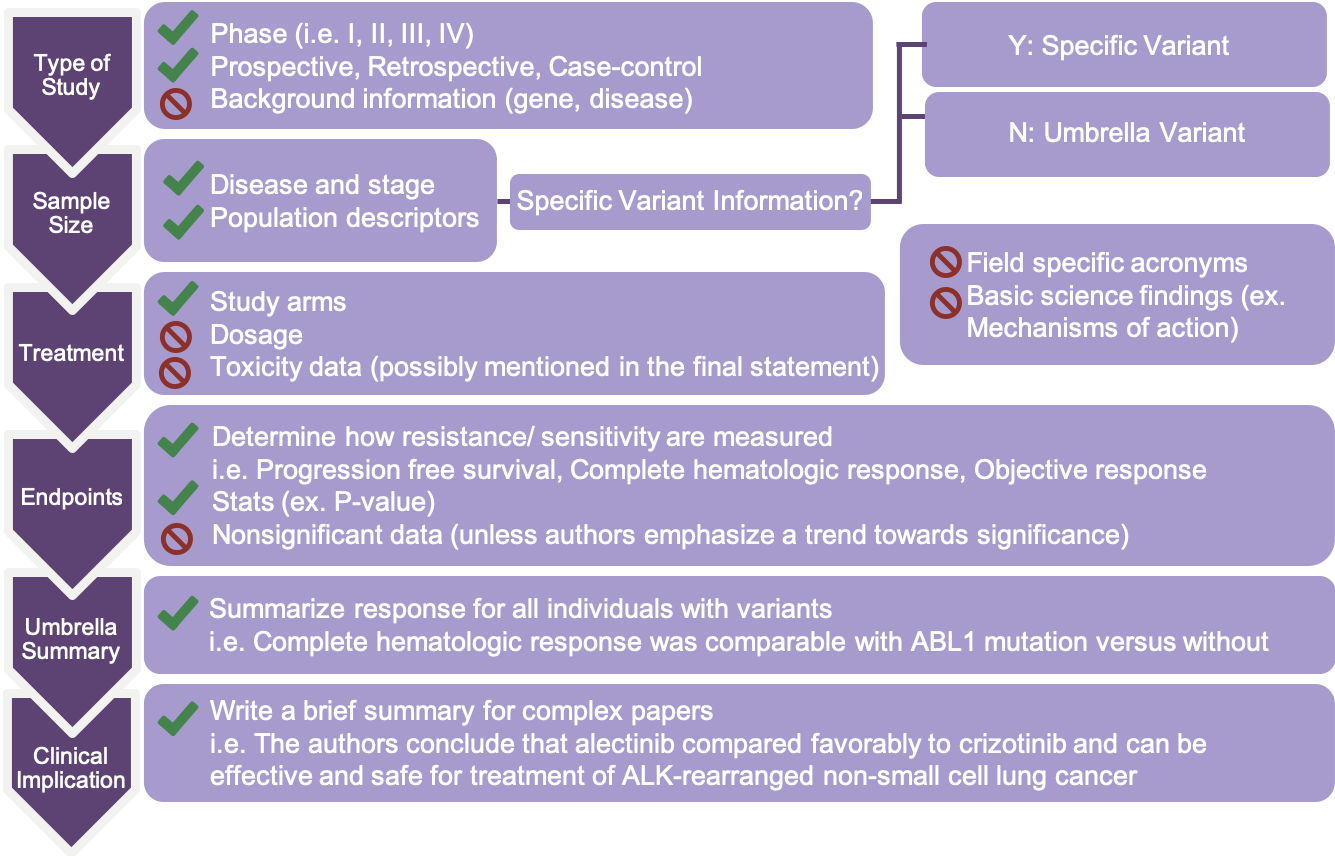 Type of
Study
Phase (i.e. I, II, III, IV)
Prospective, Retrospective, Case-control
Background information (gene, disease)
Y: Specific Variant
N: Umbrella Variant
Sample
Size
Disease and stage
Population descriptors
Specific Variant Information?
Field specific acronyms
Basic science findings (ex.
Mechanisms of action)
Treatment
Study arms
Dosage
Toxicity data (possibly mentioned in the final statement)
Endpoints
Determine how resistance/ sensitivity are measured
i.e. Progression free survival, Complete hematologic response, Objective response
Stats (ex. P-value)
Nonsignificant data (unless authors emphasize a trend towards significance)
Umbrella
Summary
Summarize response for all individuals with variants
i.e. Complete hematologic response was comparable with ABL1 mutation versus without
Clinical
Implication
Write a brief summary for complex papers
i.e. The authors conclude that alectinib compared favorably to crizotinib and can be
effective and safe for treatment of ALK-rearranged non-small cell lung cancer